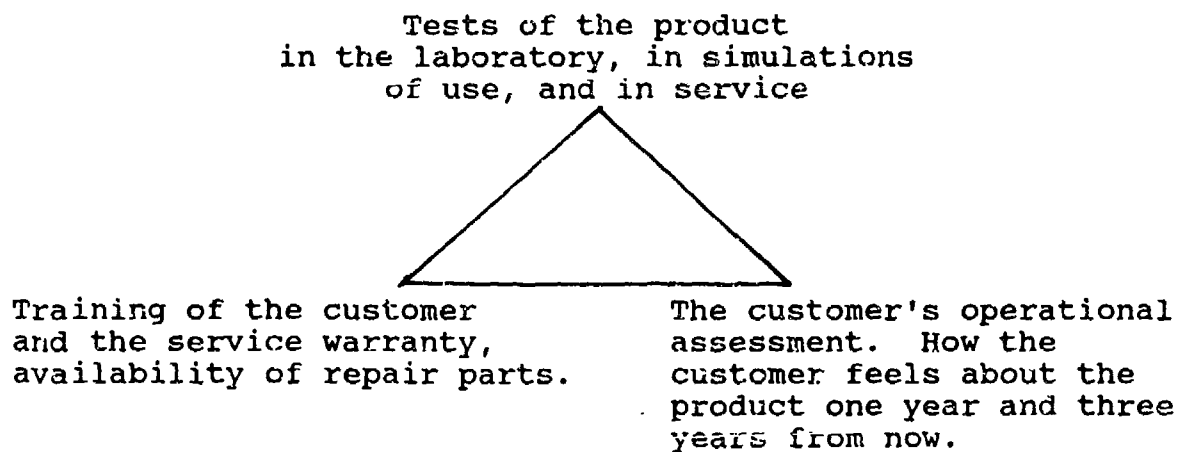 Tests of the product
in the laboratory, in simulations
of use, and in service
Training of the customer
and the service warranty,
availability of repair parts.
The customer's operational
assessment. How the
customer feels about the
product one year and three
years from now.